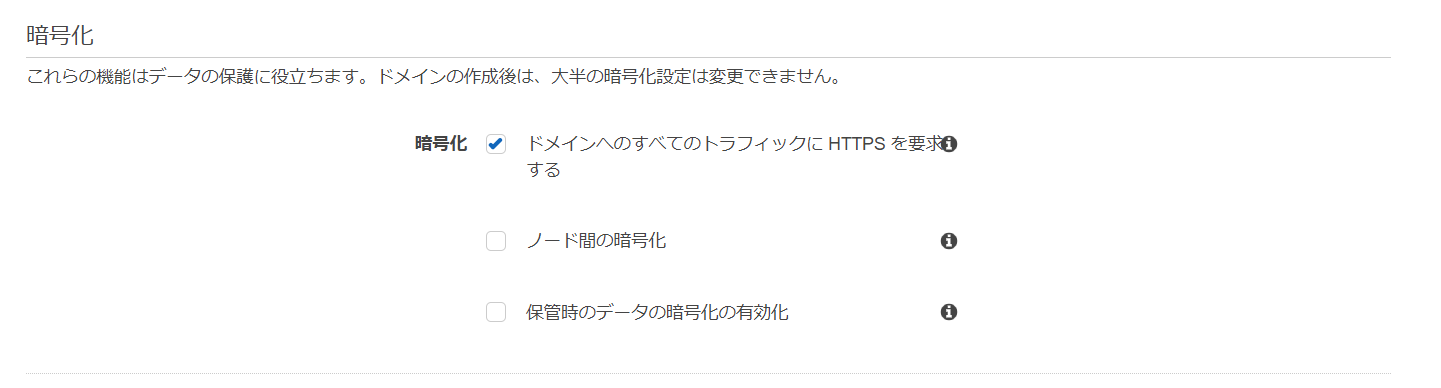 暗号化
これらの機能はデータの保護に役立ちます。ドメインの作成後は、大半の暗号化設定は変更できません。
暗号化 ドメインへのすべてのトラフィックに HTTPS を要求
する
ノード間の暗号化
保管時のデータの暗号化の有効化